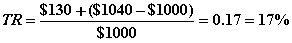 TR = $130 + ($1040 − $1000) / $1000 = 0.17 = 17%